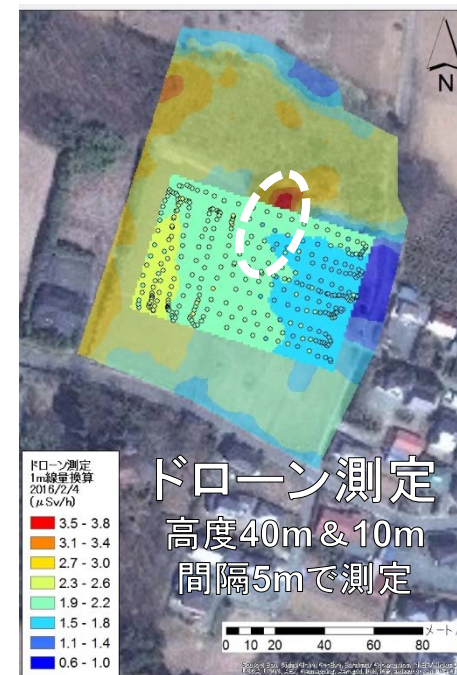 N
ドローン測定
1m線量換算
2016/2/4
(μSv/h)
3.5 - 3.8
3.1 - 3.4
2.7 - 3.0
2.3 - 2.6
1.9 - 2.2
1.5 - 1.8
1.1 - 1.4
0.6 - 1.0
ドローン測定
高度40m＆10m
間隔5mで測定
メート
0 10 20 40 60 80